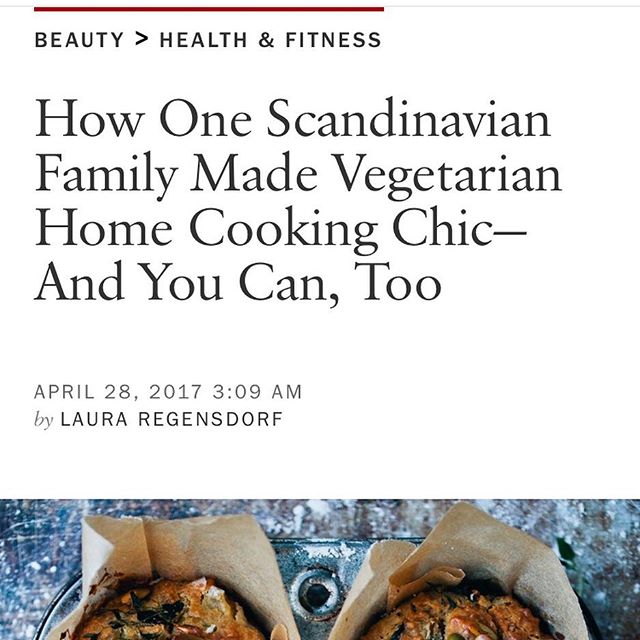 BEAUTY > HEALTH & FITNESS
How One Scandinavian
Family Made Vegetarian
Home Cooking Chic—
And You Can, Too
APRIL 28, 2017 3:09 AM
by LAURA REGENSDORF